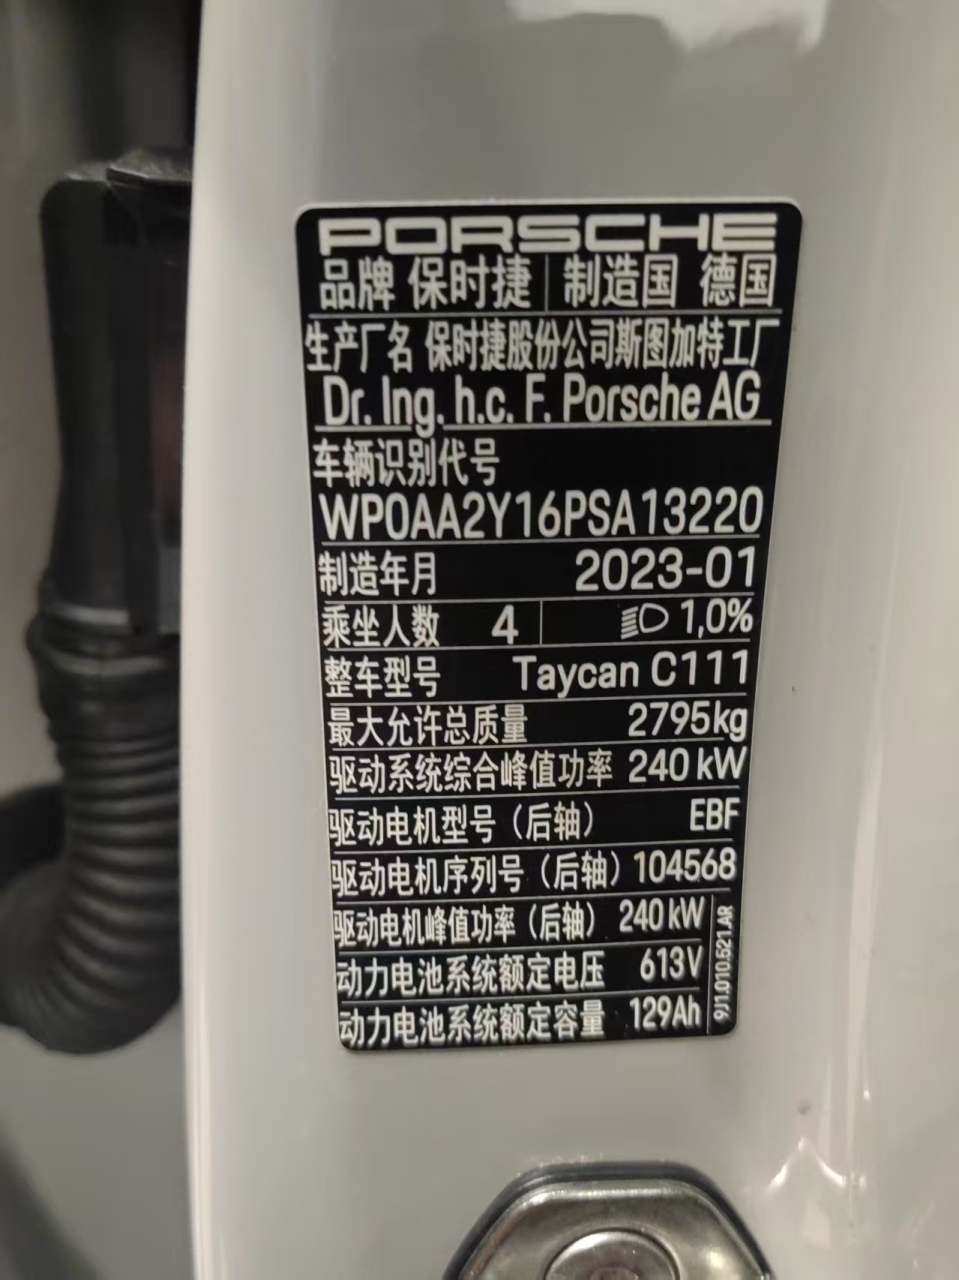 PORSCHE
品牌 保时捷 制造国 德国
生产厂名 保时捷股份公司斯图加特工厂
Dr. Ing. h.c. F. Porsche AG
车辆识别代号
WP0AA2Y16PSA13220
制造年月 2023-01
乘坐人数 4 1,0%
整车型号 Taycan C111
最大允许总质量 2795kg
驱动系统综合峰值功率 240 kW
驱动电机型号（后轴） EBF
驱动电机序列号（后轴）104568
驱动电机峰值功率（后轴） 240 kW
动力电池系统额定电压 613V
动力电池系统额定容量 129Ah
9J1.010.521.AR